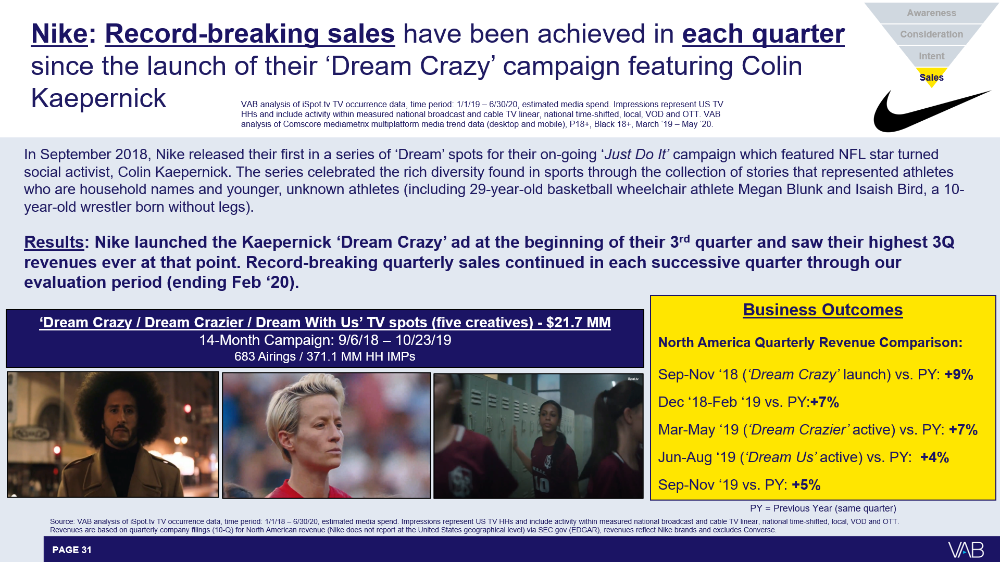 Awareness
Consideration
Intent
Sales
Nike: Record-breaking sales have been achieved in each quarter
since the launch of their ‘Dream Crazy’ campaign featuring Colin
Kaepernick
VAB analysis of iSpot.tv TV occurrence data, time period: 1/1/19 – 6/30/20, estimated media spend. Impressions represent US TV
HHs and include activity within measured national broadcast and cable TV linear, national time-shifted, local, VOD and OTT. VAB
analysis of Comscore mediametrix multiplatform media trend data (desktop and mobile), P18+, Black 18+, March ‘19 – May ‘20.
In September 2018, Nike released their first in a series of ‘Dream’ spots for their on-going ‘Just Do It’ campaign which featured NFL star turned
social activist, Colin Kaepernick. The series celebrated the rich diversity found in sports through the collection of stories that represented athletes
who are household names and younger, unknown athletes (including 29-year-old basketball wheelchair athlete Megan Blunk and Isaish Bird, a 10-
year-old wrestler born without legs).
Results: Nike launched the Kaepernick ‘Dream Crazy’ ad at the beginning of their 3rd quarter and saw their highest 3Q
revenues ever at that point. Record-breaking quarterly sales continued in each successive quarter through our
evaluation period (ending Feb ‘20).
‘Dream Crazy / Dream Crazier / Dream With Us’ TV spots (five creatives) - $21.7 MM
14-Month Campaign: 9/6/18 – 10/23/19
683 Airings / 371.1 MM HH IMPs
iSpot.tv
10
Business Outcomes
North America Quarterly Revenue Comparison:
Sep-Nov ‘18 (‘Dream Crazy’ launch) vs. PY: +9%
Dec ‘18-Feb ‘19 vs. PY:+7%
Mar-May ‘19 (‘Dream Crazier’ active) vs. PY: +7%
Jun-Aug ‘19 (‘Dream Us’ active) vs. PY: +4%
Sep-Nov ‘19 vs. PY: +5%
PY = Previous Year (same quarter)
Source: VAB analysis of iSpot.tv TV occurrence data, time period: 1/1/18 – 6/30/20, estimated media spend. Impressions represent US TV HHs and include activity within measured national broadcast and cable TV linear, national time-shifted, local, VOD and OTT.
Revenues are based on quarterly company filings (10-Q) for North American revenue (Nike does not report at the United States geographical level) via SEC.gov (EDGAR), revenues reflect Nike brands and excludes Converse.
PAGE 31
VAB